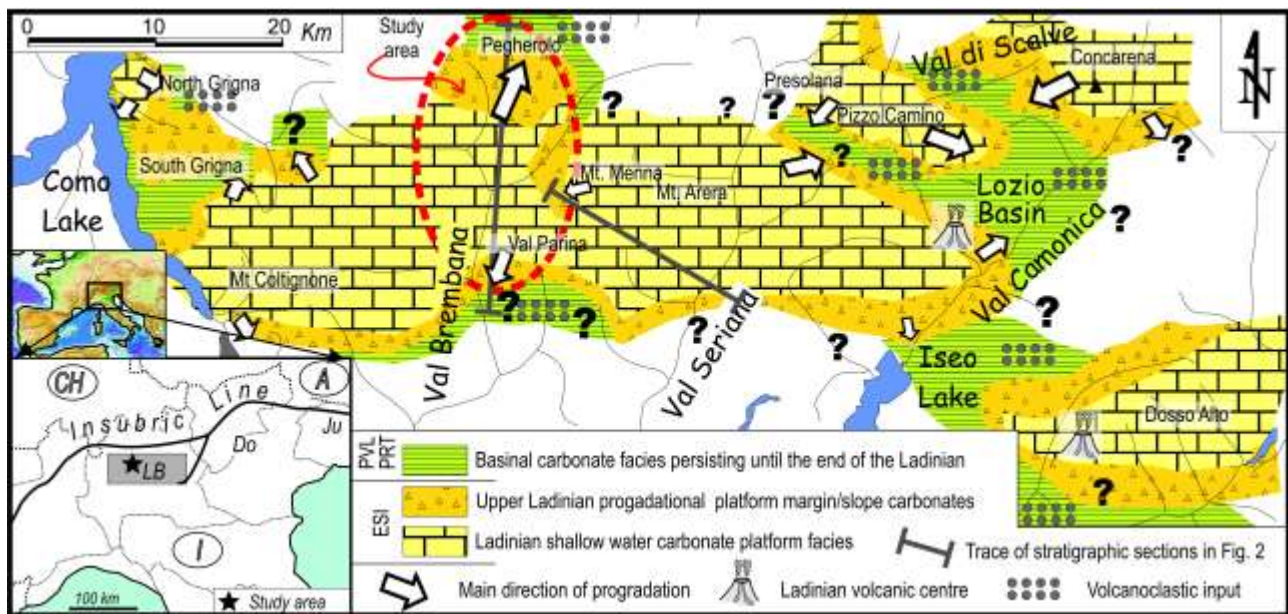 0 10 20 Km
Study
area
Pegherolo
Val di Scalve
Concarena
N
North Grigna
?
?
?
Presolana
Pizzo Camino
?
?
South Grigna
?
Mt. Menna
Mt. Arera
Lozio
Basin
Como
Lake
Val Parina
Val Brembana
?
Val Camonica
Mt Coltignone
?
Val Seriana
?
?
?
Iseo
Lake
Dosso Alto
?
CH
A
Insubric Line
Ju
Do
LB
I
100 km
Study area
PVL
PRT
Basinal carbonate facies persisting until the end of the Ladinian
ESI
Upper Ladinian progadational platform margin/slope carbonates
Ladinian shallow water carbonate platform facies
Trace of stratigraphic sections in Fig. 2
Main direction of progradation
Ladinian volcanic centre
Volcanoclastic input